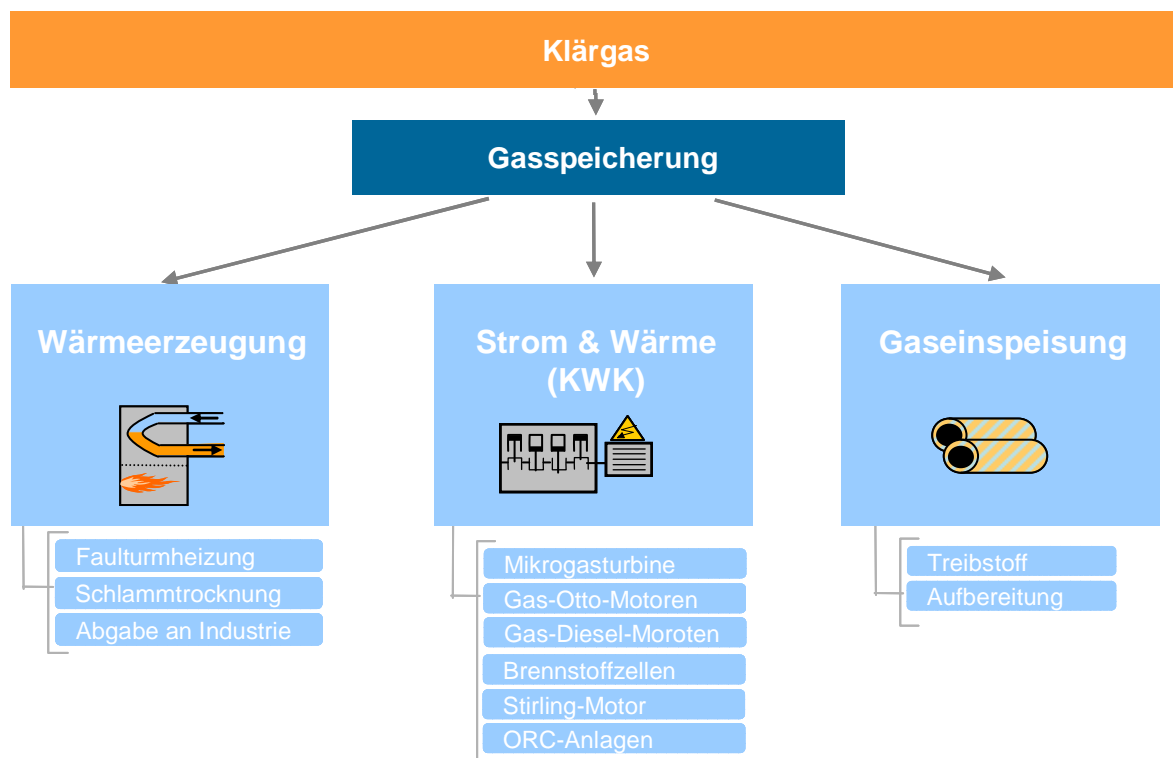 Klärgas
Gasspeicherung
Wärmeerzeugung
Faulturmheizung
Schlammtrocknung
Abgabe an Industrie
Strom & Wärme
(KWK)
Mikrogasturbine
Gas-Otto-Motoren
Gas-Diesel-Moroten
Brennstoffzellen
Stirling-Motor
ORC-Anlagen
Gaseinspeisung
Treibstoff
Aufbereitung